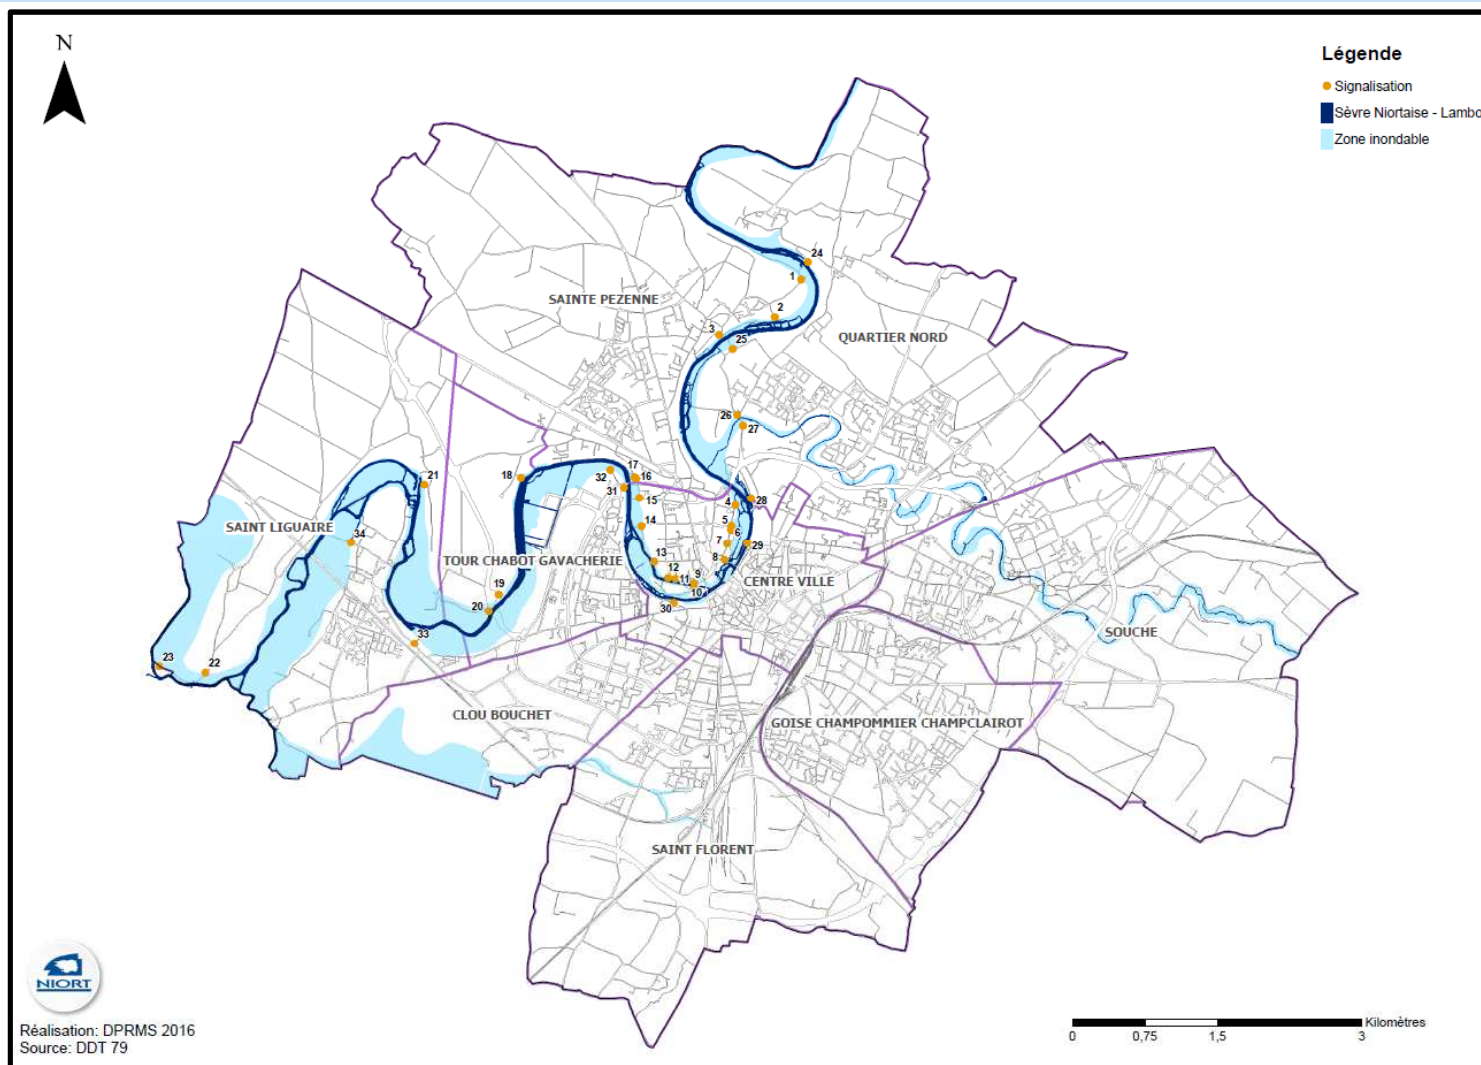 N
Légende
Signalisation
Sèvre Niortaise - Lambo
Zone inondable
24
1
SAINTE PEZENNE
2
3
QUARTIER NORD
25
26
27
17
18
32
16
21
31
15
4
28
SAINT LIGUAIRE
14
5
6
34
7
29
TOUR CHABOT GAVACHERIE
13
8
12
11
9
CENTRE VILLE
19
10
20
30
33
SOUCHE
23
22
CLOU BOUCHET
GOISE CHAMPOMMIER CHAMPCLAIROT
SAINT FLORENT
NIORT
Réalisation: DPRMS 2016
Source: DDT 79
Kilomètres
0
0,75
1,5
3